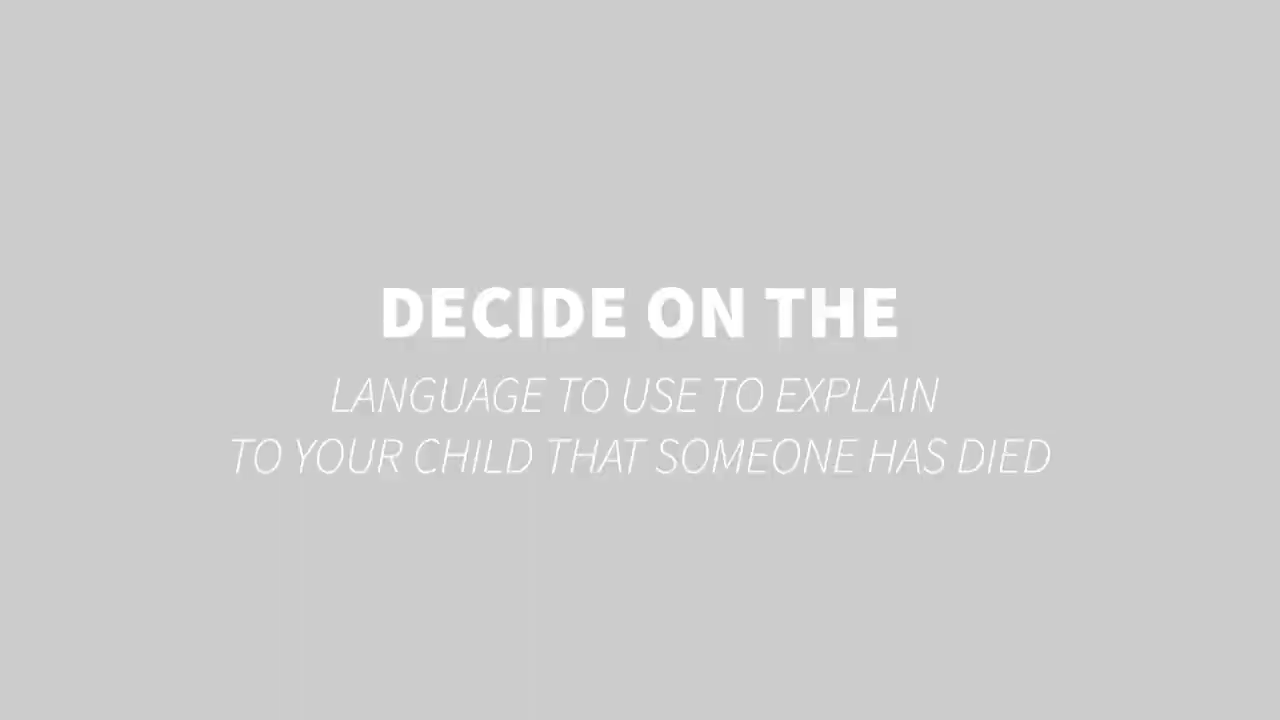 DECIDE ON THE
LANGUAGE TO USE TO EXPLAIN
TO YOUR CHILD THAT SOMEONE HAS DIED